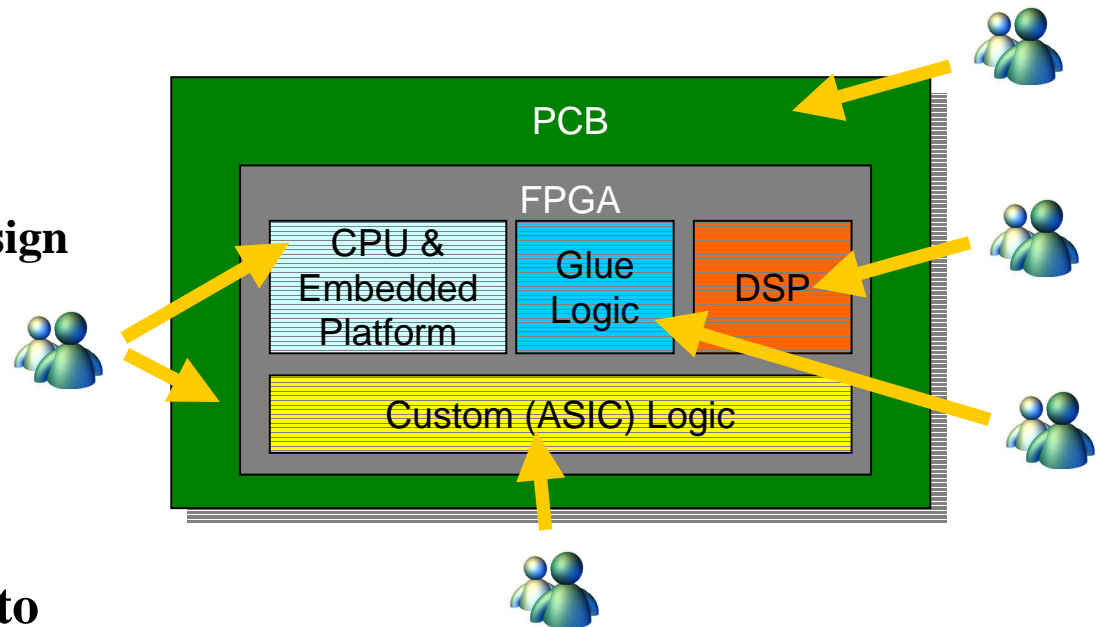 PCB
FPGA
sign
CPU &
Embedded
Platform
Glue
Logic
DSP
Custom (ASIC) Logic
to